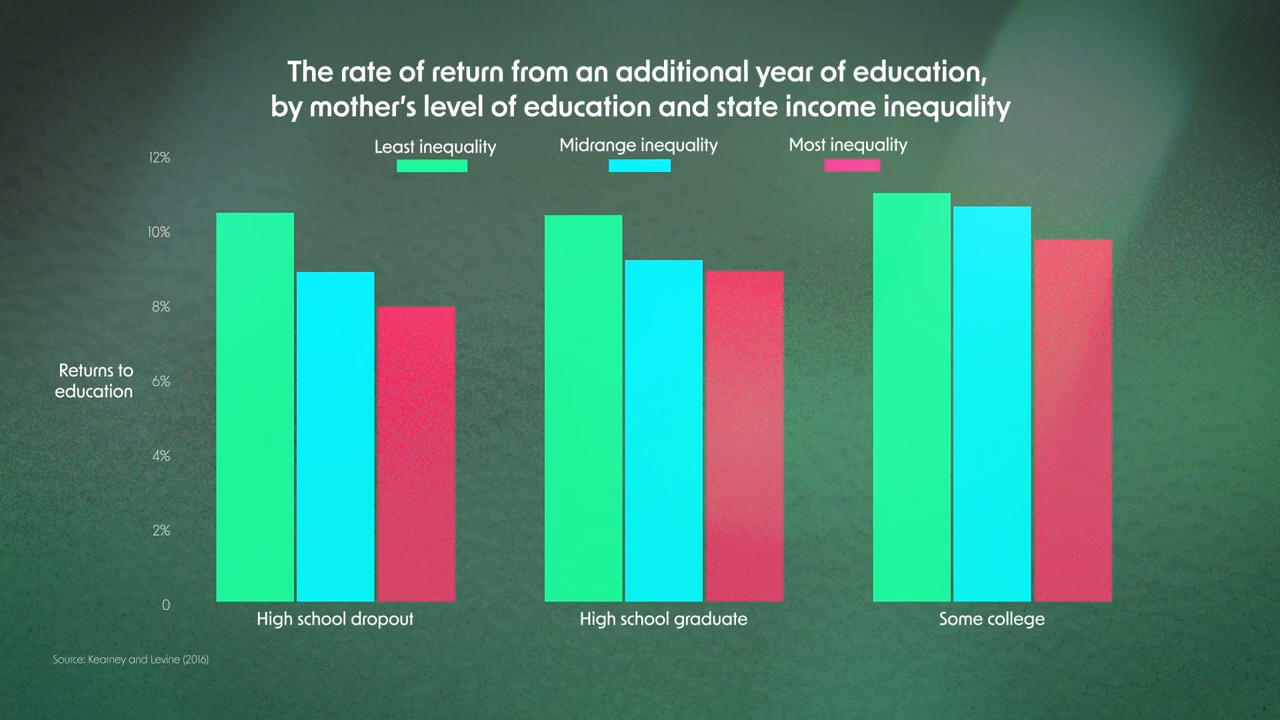 The rate of return from an additional year of education,
by mother's level of education and state income inequality
Least inequality
Midrange inequality
Most inequality
12%
10%
8%
6%
4%
2%
0
Returns to
education
High school dropout
High school graduate
Some college
Source: Kearney and Levine (2016)